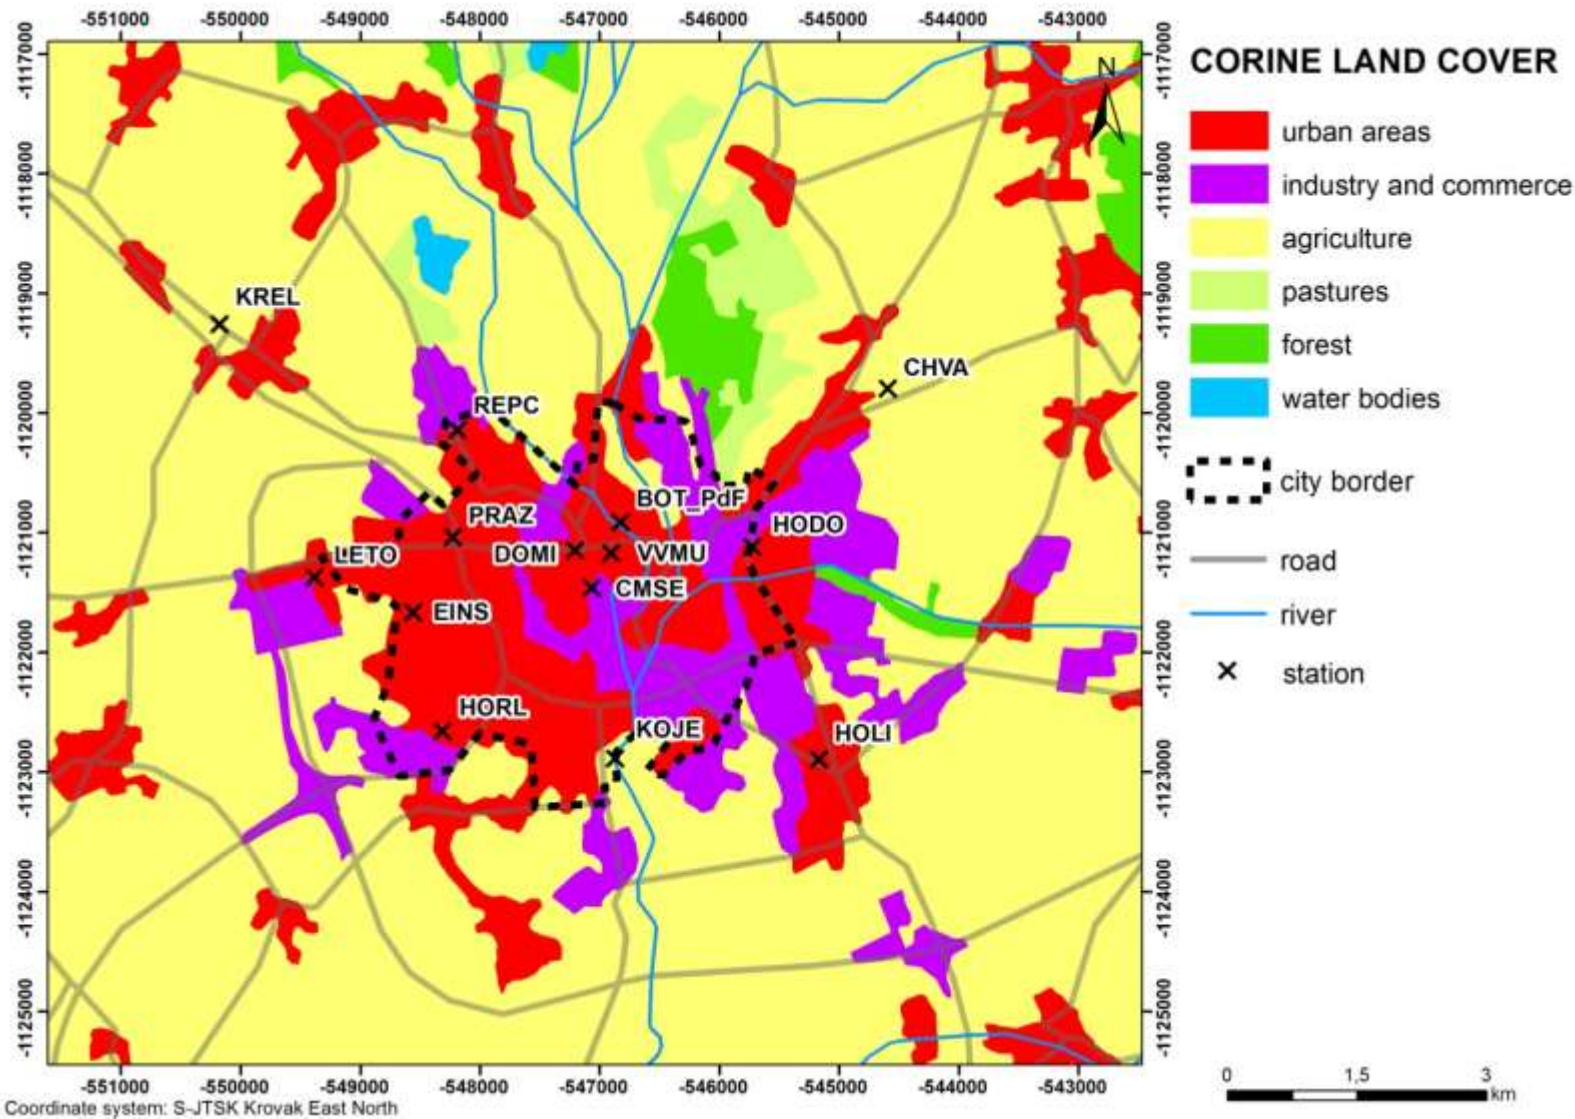 -551000 -550000 -549000 -548000 -547000 -546000 -545000 -544000 -543000
-1117000
-1118000
-1119000
-1120000
-1121000
-1122000
-1123000
-1124000
-1125000
N
KREL
CHVA
REPC
BOT_PdF
PRAZ
HODO
LETO
DOMI
VVMU
CMSE
EINS
HORL
KOJE
HOLI
-1117000
-1118000
-1119000
-1120000
-1121000
-1122000
-1123000
-1124000
-1125000
-551000 -550000 -549000 -548000 -547000 -546000 -545000 -544000 -543000
Coordinate system: S-JTSK Krovak East North
CORINE LAND COVER
urban areas
industry and commerce
agriculture
pastures
forest
water bodies
city border
road
river
station
0 1,5 3
km